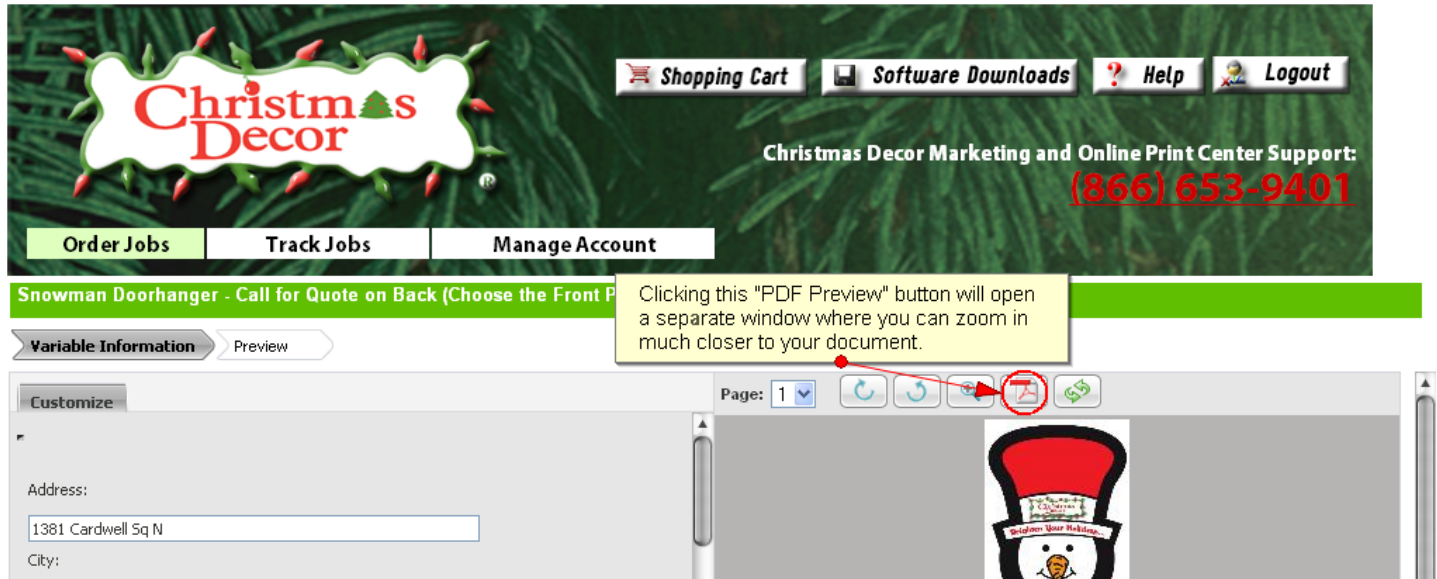 Christmas
Decor
®
Shopping Cart
Software Downloads
? Help
Logout
Christmas Decor Marketing and Online Print Center Support:
(866) 653-9401
Order Jobs
Track Jobs
Manage Account
Snowman Doorhanger - Call for Quote on Back (Choose the Front P
Clicking this "PDF Preview" button will open
a separate window where you can zoom in
much closer to your document.
Variable Information
Preview
Customize
Page: 1
Address:
1381 Cardwell Sq N
City:
Your Holiday